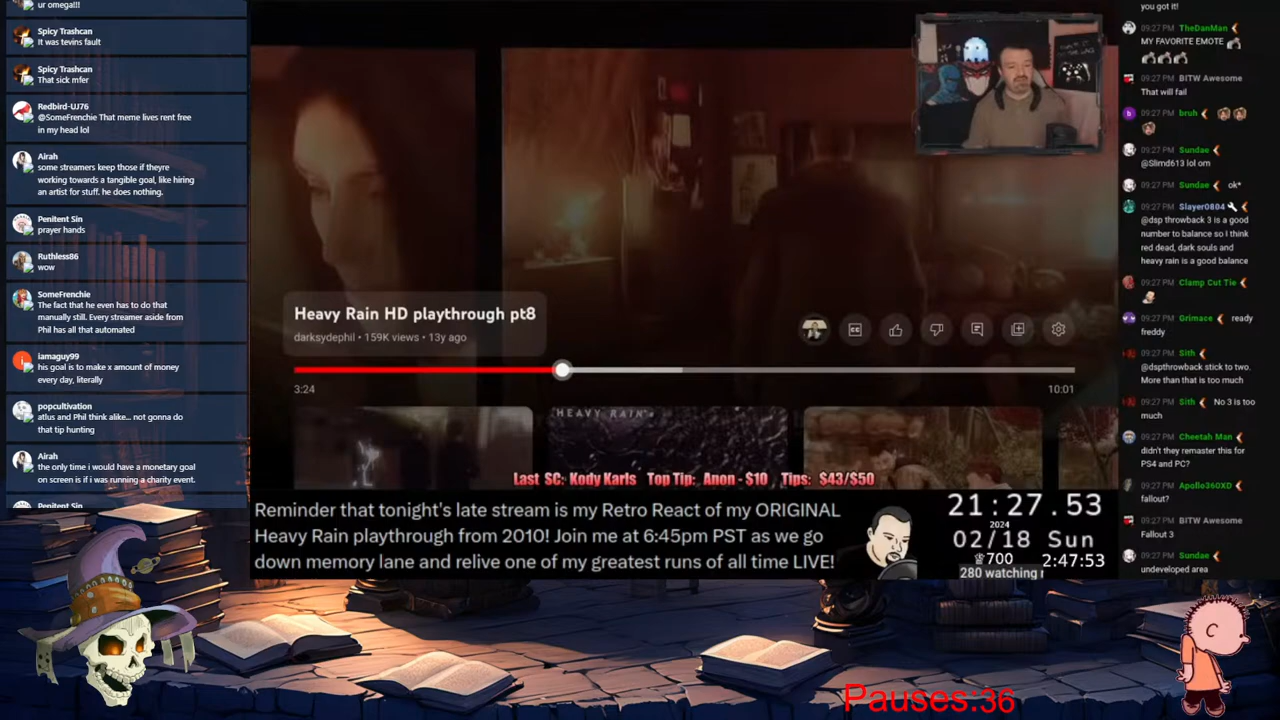 ur omega!!!
Spicy Trashcan
It was tevins fault
Spicy Trashcan
That sick mfer
Redbird-UJ76
@SomeFrenchie That meme lives rent free
in my head lol
Airah
some streamers keep those if theyre
working towards a tangible goal, like hiring
an artist for stuff. he does nothing.
Penitent Sin
prayer hands
Ruthless86
wow
SomeFrenchie
The fact that he even has to do that
manually still. Every streamer aside from
Phil has all that automated
iamaguy99
his goal is to make x amount of money
every day, literally
popcultivation
atlus and Phil think alike... not gonna do
that tip hunting
Airah
the only time i would have a monetary goal
on screen is if i was running a charity event.
Penitent Sin
Heavy Rain HD playthrough pt8
darksydephil • 159K views • 13y ago
3:24
10:01
HEAVY RAIN
Last SC: Kody Karls Top Tip: Anon - $10 Tips: $43/$50
Reminder that tonight's late stream is my Retro React of my ORIGINAL
Heavy Rain playthrough from 2010! Join me at 6:45pm PST as we go
down memory lane and relive one of my greatest runs of all time LIVE!
21:27.53
2024
02/18 Sun
700
2:47:53
280 watching
you got it!
09:27 PM TheDanMan
MY FAVORITE EMOTE
09:27 PM BITW Awesome
That will fail
09:27 PM bruh
09:27 PM Sundae
@Slimd613 lol om
09:27 PM Sundae ok*
09:27 PM Slayer0804
@dsp throwback 3 is a good
number to balance so I think
red dead, dark souls and
heavy rain is a good balance
09:27 PM Clamp Cut Tie
09:27 PM Grimace ready
freddy
09:27 PM Sith
@dspthrowback stick to two.
More than that is too much
09:27 PM Sith No 3 is too
much
09:27 PM Cheetah Man
didn't they remaster this for
PS4 and PC?
09:27 PM Apollo360XD
fallout?
09:27 PM BITW Awesome
Fallout 3
09:27 PM Sundae
undeveloped area
Pauses:36